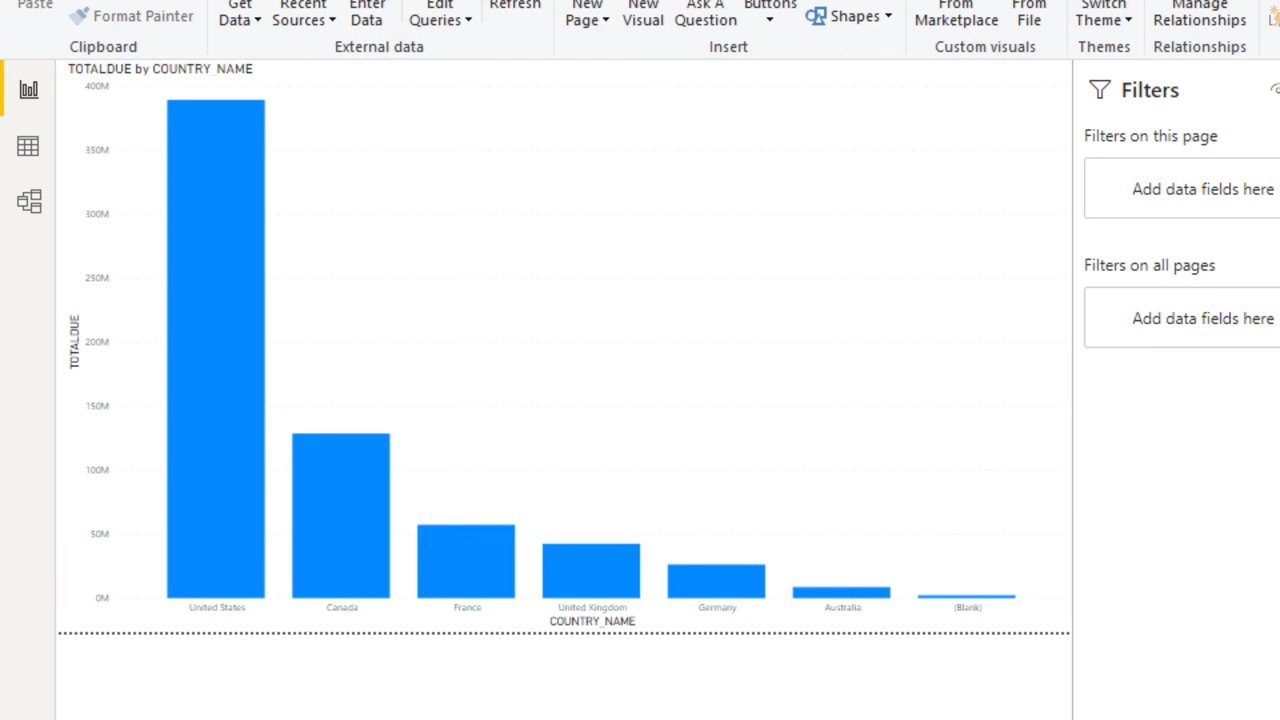 Paste
Format Painter
Clipboard
Get Data
Recent Sources
Enter Data
Edit Queries
Refresh
External data
New Page
New Visual
Ask A Question
Buttons
Shapes
Insert
From Marketplace
From File
Custom visuals
Switch Theme
Themes
Manage Relationships
Relationships
TOTALDUE by COUNTRY_NAME
400M
350M
300M
250M
200M
150M
100M
50M
0M
TOTALDUE
United States
Canada
France
United Kingdom
Germany
Australia
(Blank)
COUNTRY_NAME
Filters
Filters on this page
Add data fields here
Filters on all pages
Add data fields here